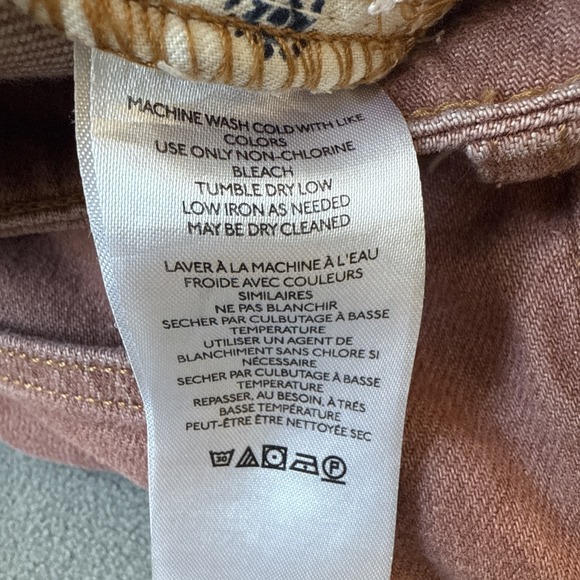 MACHINE WASH COLD WITH LIKE
COLORS
USE ONLY NON-CHLORINE
BLEACH
TUMBLE DRY LOW
LOW IRON AS NEEDED
MAY BE DRY CLEANED
LAVER À LA MACHINE À L'EAU
FROIDE AVEC COULEURS
SIMILAIRES
NE PAS BLANCHIR
SECHER PAR CULBUTAGE À BASSE
TEMPERATURE
UTILISER UN AGENT DE
BLANCHIMENT SANS CHLORE SI
NÉCESSAIRE
SECHER PAR CULBUTAGE À BASSE
TEMPERATURE
REPASSER, AU BESOIN, À TRÉS
BASSE TEMPÉRATURE
PEUT-ÊTRE ÊTRE NETTOYÉE SEC
30 P